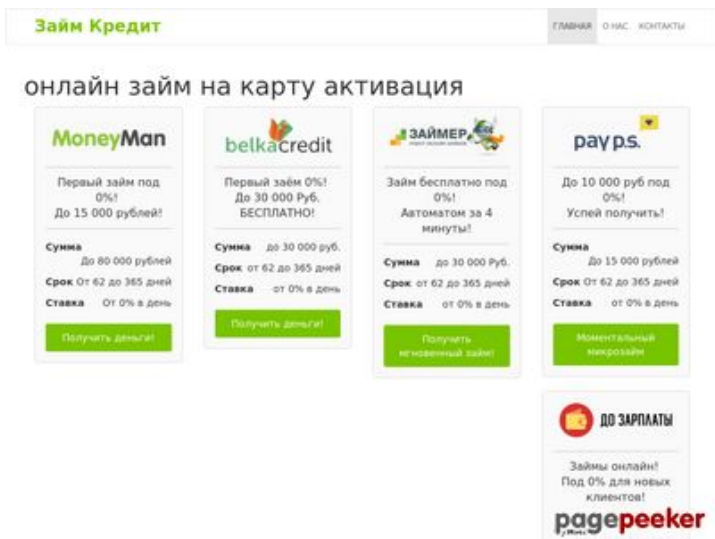 Займ Кредит
ГЛАВНАЯ О НАС КОНТАКТЫ
онлайн займ на карту активация
MoneyMan
Первый займ под
0%!
До 15 000 рублей!
Сумма
До 80 000 рублей
Срок От 62 до 365 дней
Ставка От 0% в день
Получить деньги!
belkacredit
Первый заём 0%!
До 30 000 Руб.
БЕСПЛАТНО!
Сумма до 30 000 руб.
Срок от 62 до 365 дней
Ставка от 0% в день
Получить деньги!
ЗАЙМЕР
Займ бесплатно под
0%!
Автоматом за 4
минуты!
Сумма до 30 000 Руб.
Срок от 62 до 365 дней
Ставка от 0% в день
Получить
мгновенный займ!
pay p.s.
До 10 000 руб под
0%!
Успей получить!
Сумма
До 15 000 рублей
Срок От 62 до 365 дней
Ставка от 0% в день
Моментальный
микрозайм
ДО ЗАРПЛАТЫ
Займы онлайн!
Под 0% для новых
клиентов!
pagepeeker